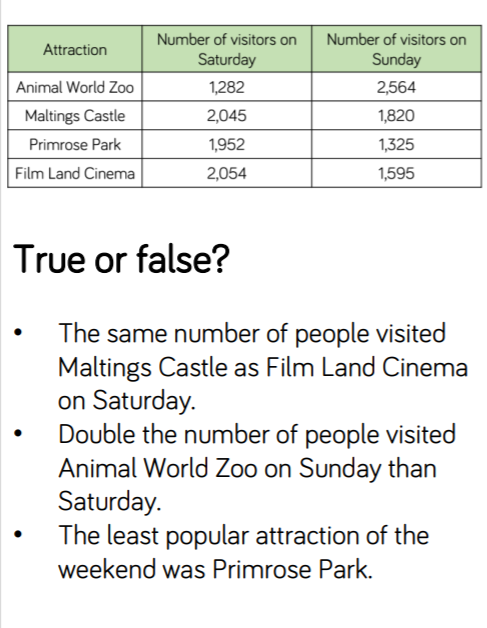 Attraction | Number of visitors on Saturday | Number of visitors on Sunday
Animal World Zoo | 1,282 | 2,564
Maltings Castle | 2,045 | 1,820
Primrose Park | 1,952 | 1,325
Film Land Cinema | 2,054 | 1,595
True or false?
• The same number of people visited
Maltings Castle as Film Land Cinema
on Saturday.
• Double the number of people visited
Animal World Zoo on Sunday than
Saturday.
• The least popular attraction of the
weekend was Primrose Park.